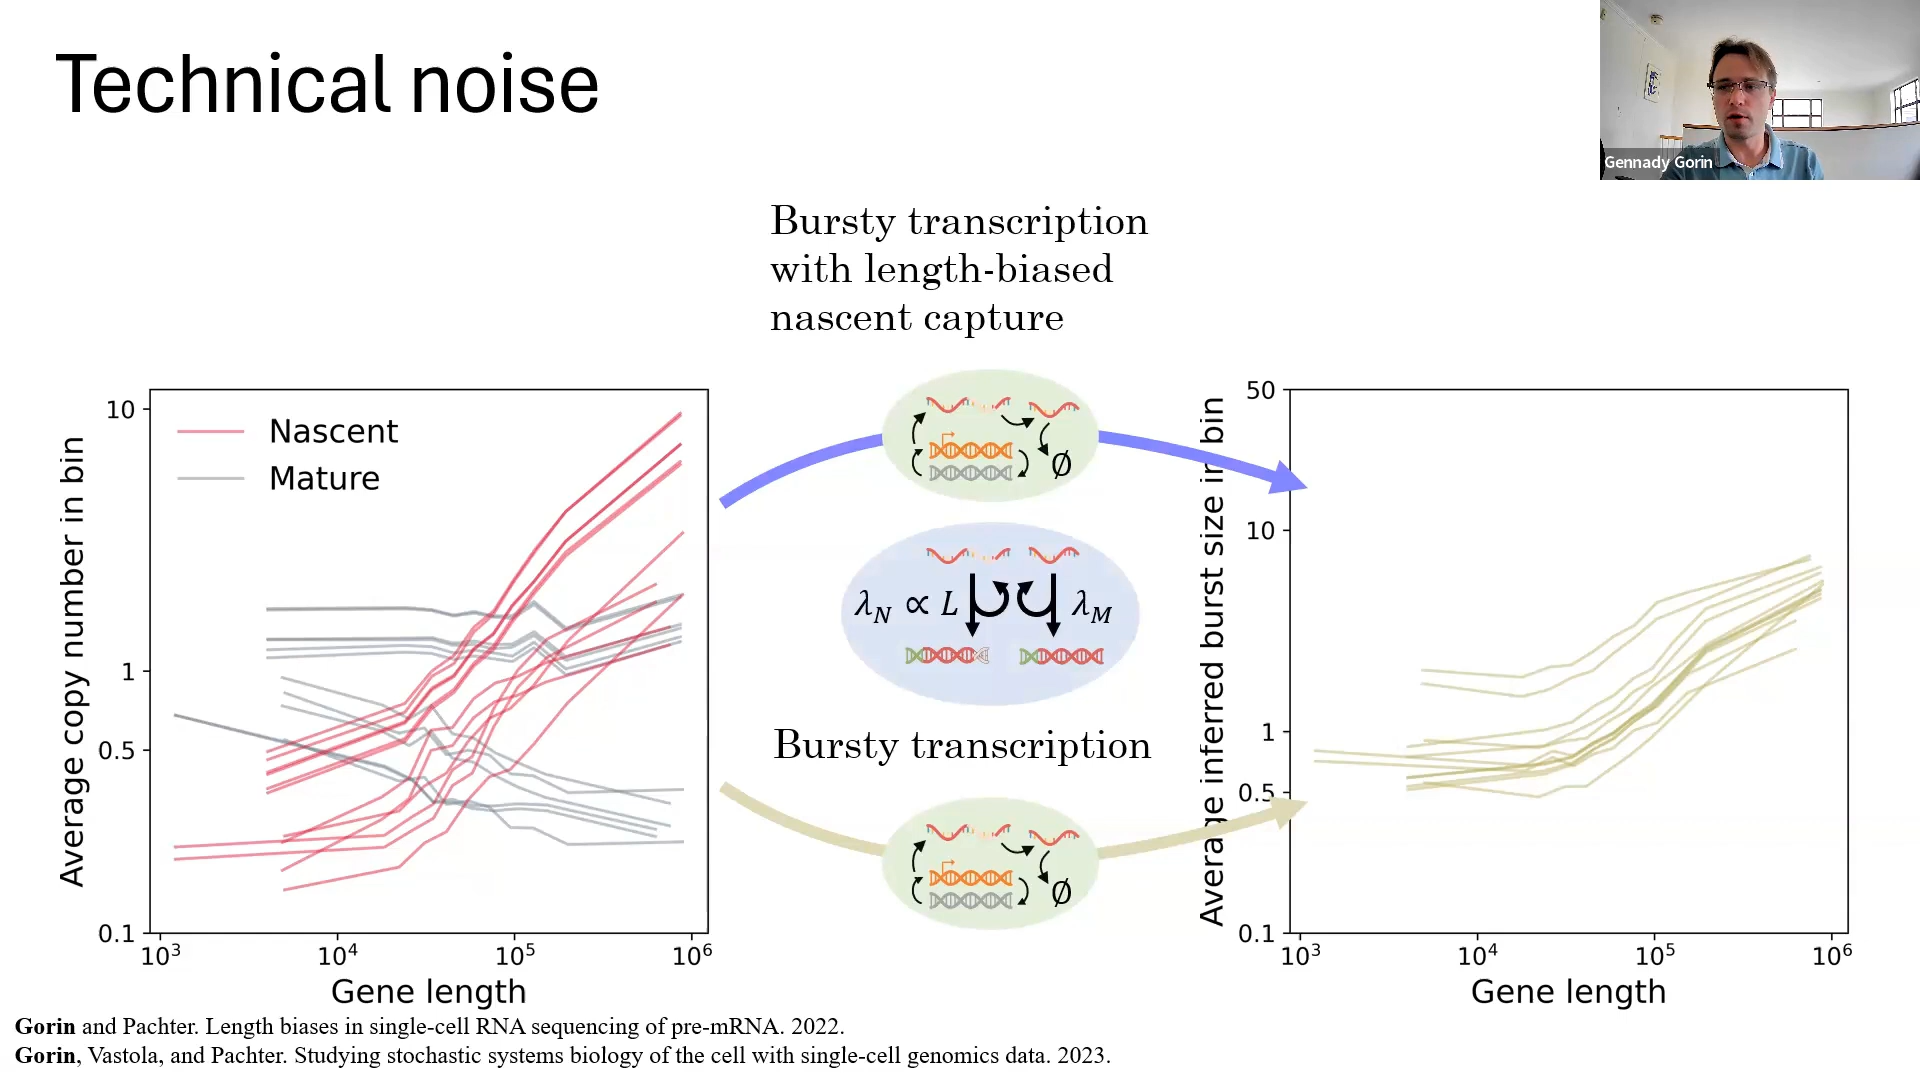 Technical noise
Gennady Gorin
Bursty transcription
with length-biased
nascent capture
Average copy number in bin
10
1
0.5
0.1
Nascent
Mature
10³
10⁴
10⁵
10⁶
Gene length
∅
λ_N ∝ L
λ_M
Bursty transcription
∅
Average inferred burst size in bin
50
10
1
0.5
0.1
10³
10⁴
10⁵
10⁶
Gene length
Gorin and Pachter. Length biases in single-cell RNA sequencing of pre-mRNA. 2022.
Gorin, Vastola, and Pachter. Studying stochastic systems biology of the cell with single-cell genomics data. 2023.